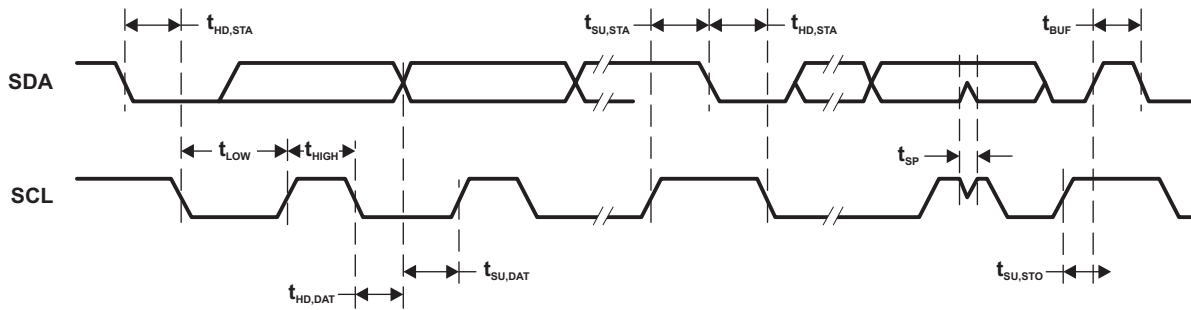 tHD,STA
tSU,STA
tHD,STA
tBUF
SDA
tLOW
tHIGH
tSP
SCL
tSU,DAT
tSU,STO
tHD,DAT